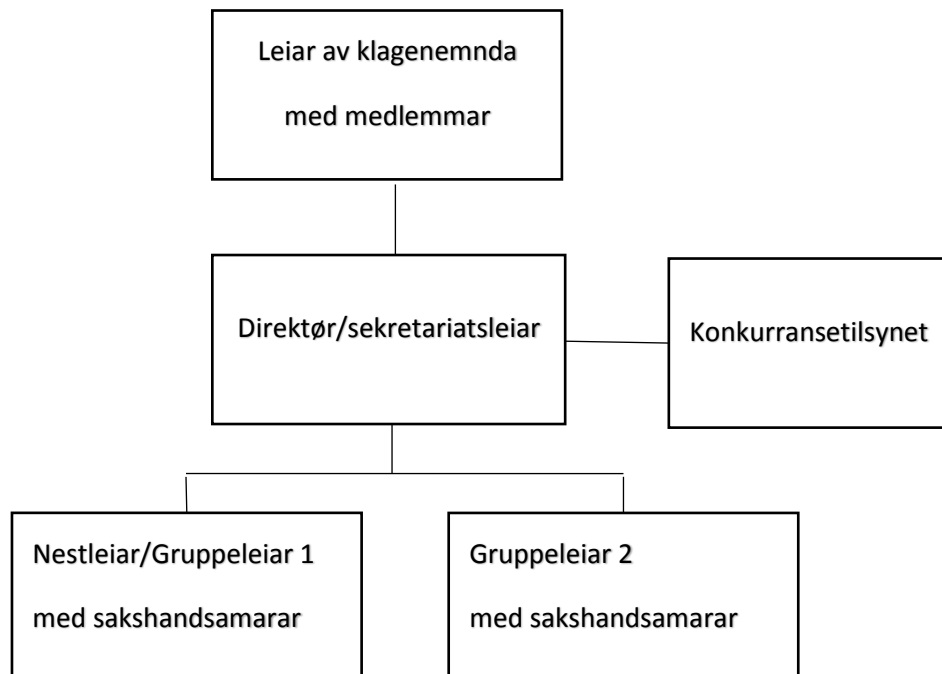 Leiar av klagenemnda
med medlemmar
Direktør/sekretariatsleiar
Konkurransetilsynet
Nestleiar/Gruppeleiar 1
med sakshandsamarar
Gruppeleiar 2
med sakshandsamarar